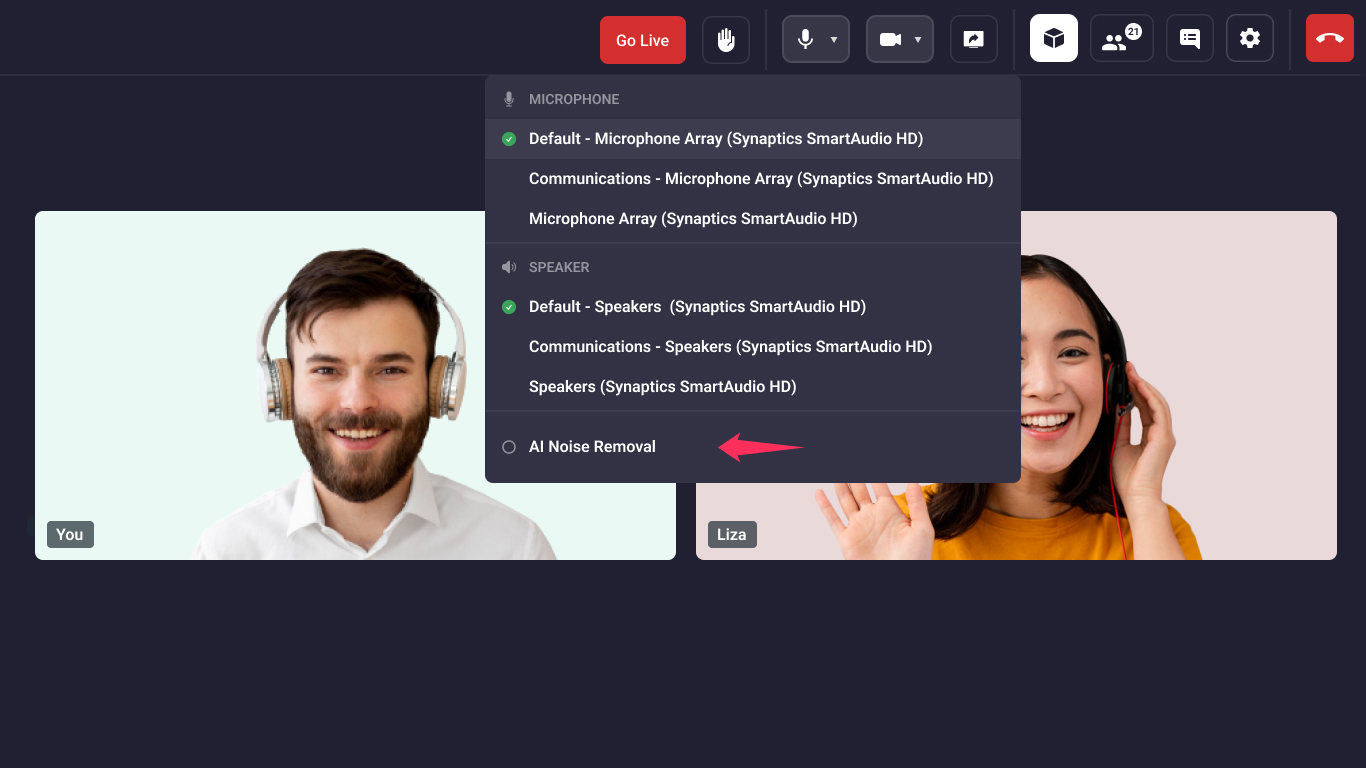 Go Live
21
MICROPHONE
Default - Microphone Array (Synaptics SmartAudio HD)
Communications - Microphone Array (Synaptics SmartAudio HD)
Microphone Array (Synaptics SmartAudio HD)
SPEAKER
Default - Speakers  (Synaptics SmartAudio HD)
Communications - Speakers (Synaptics SmartAudio HD)
Speakers (Synaptics SmartAudio HD)
AI Noise Removal
You
Liza